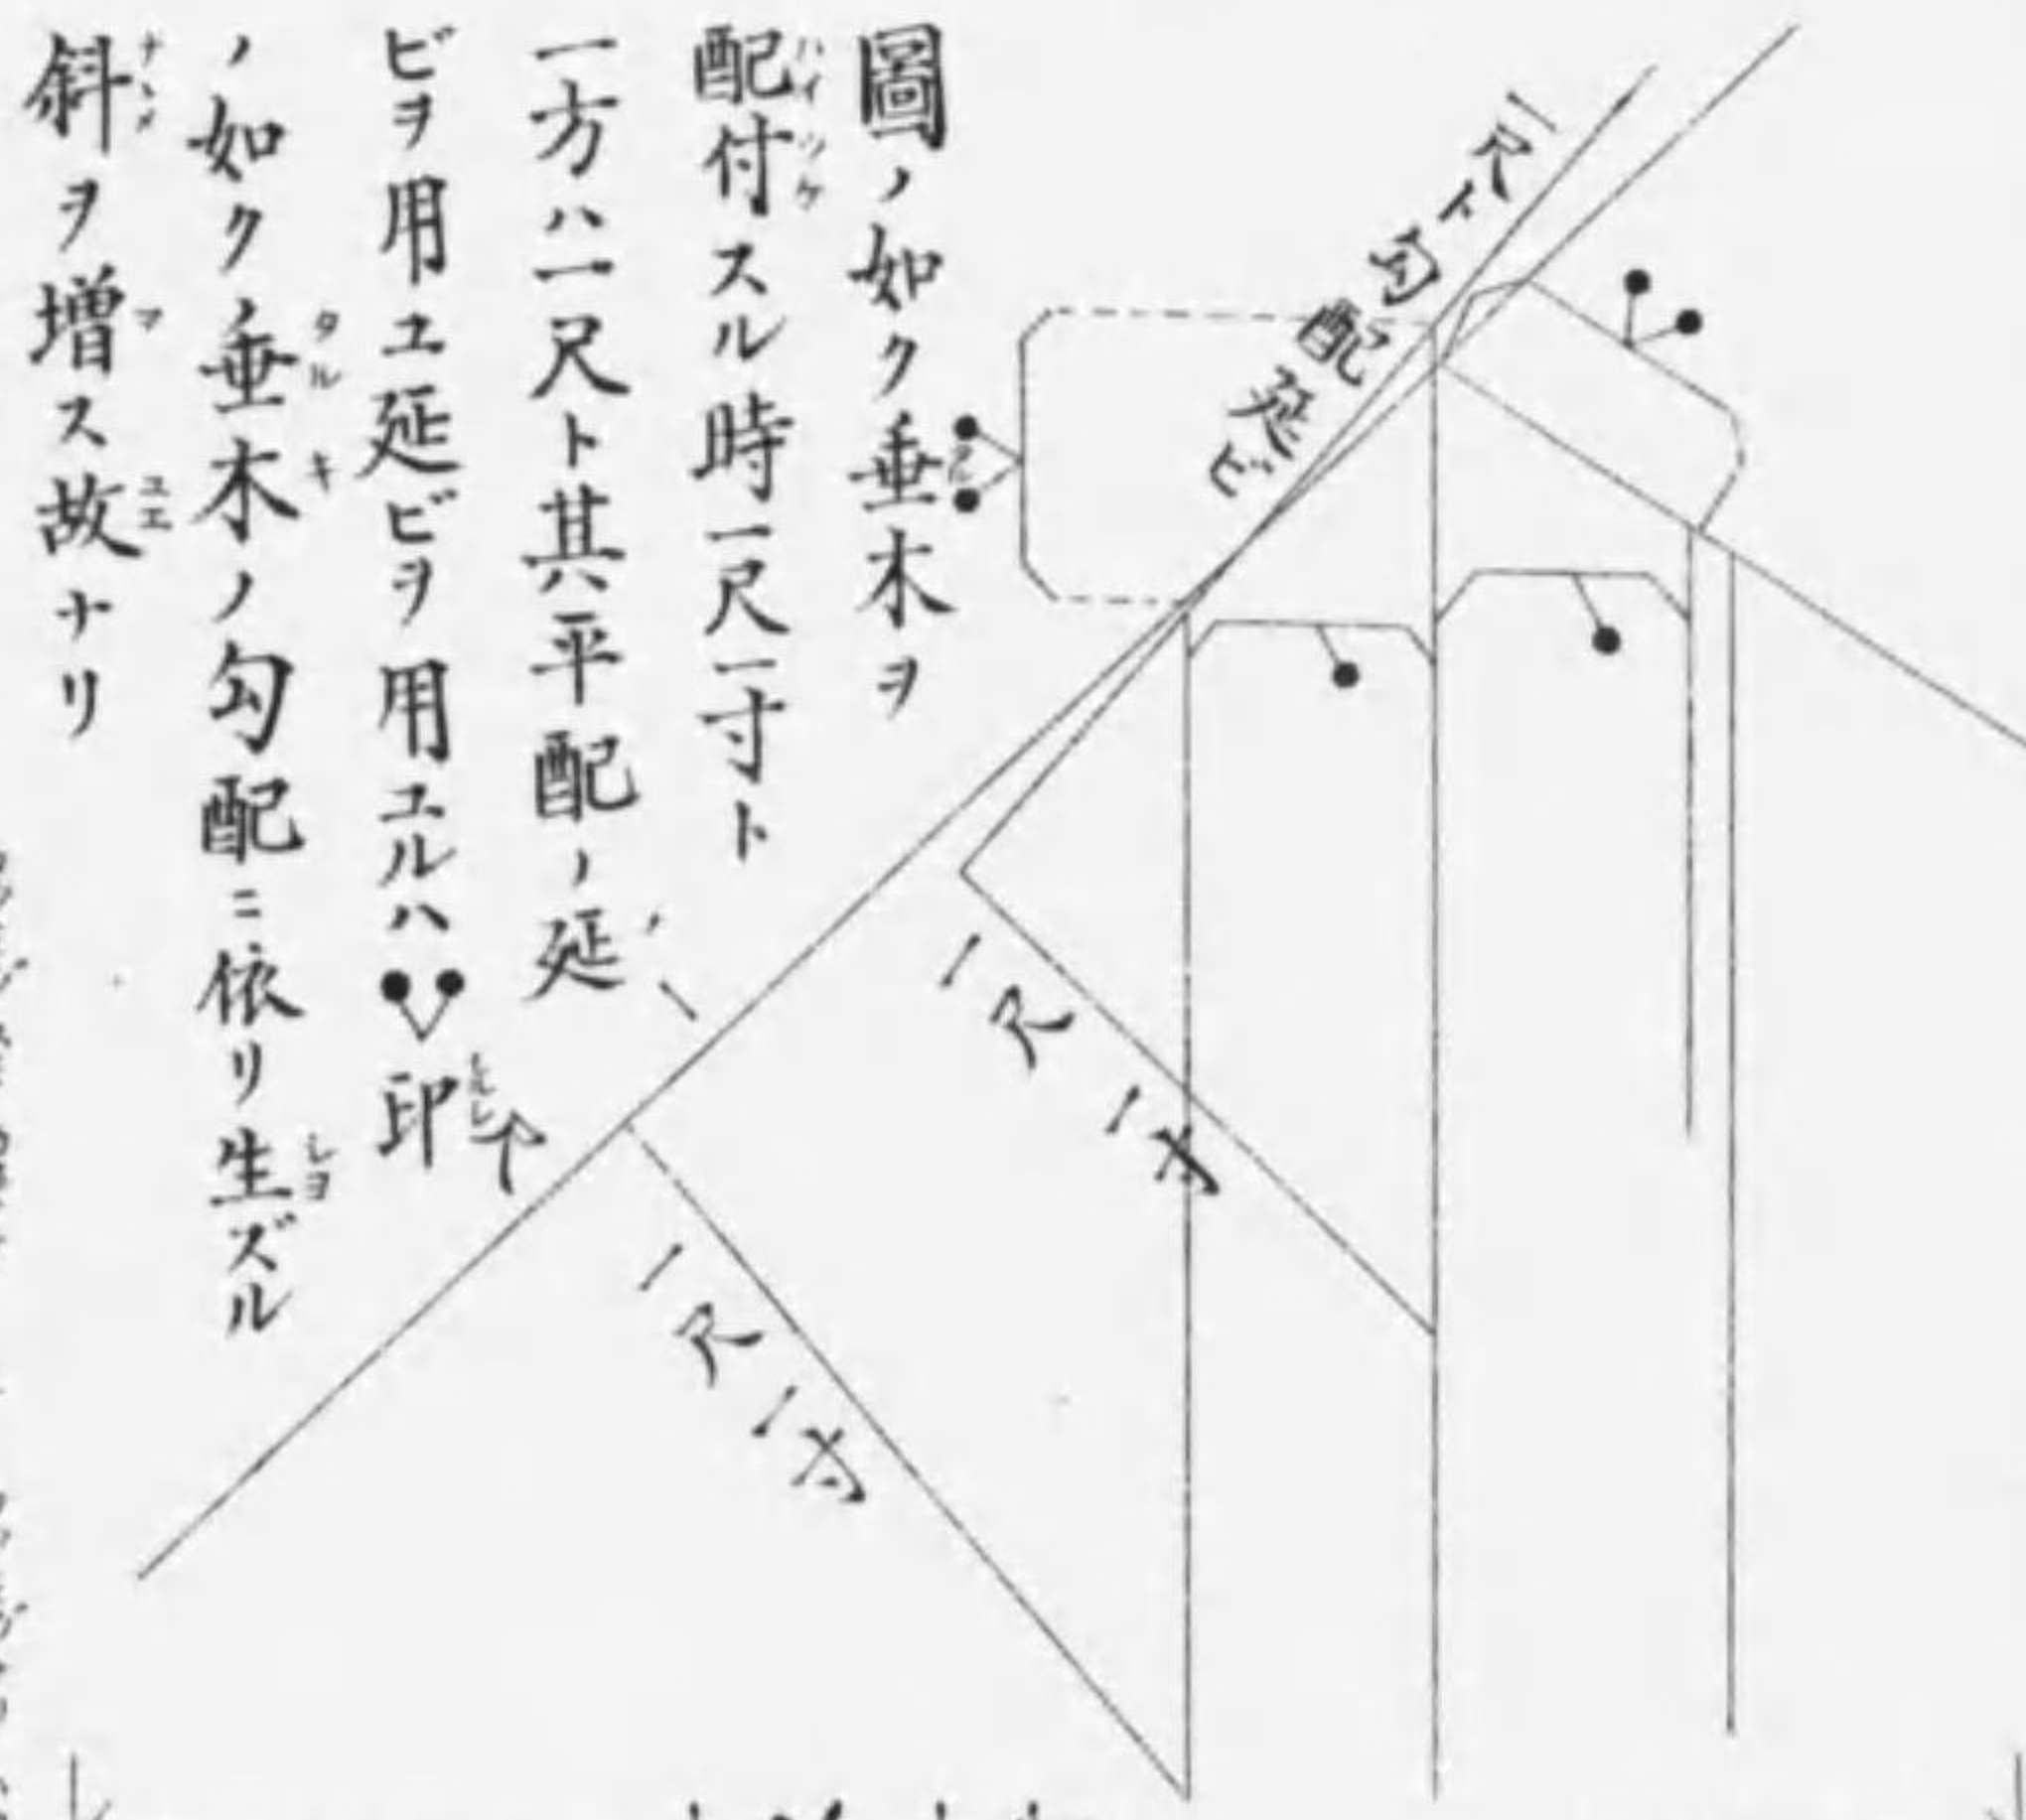 圖ノ如ク垂木ヲ
配付スル時一尺一寸ト
一方ハ一尺ト其平配ノ延
ビヲ用ユ延ビヲ用ユルハ印
ノ如クノ垂木ノ勾配ニ依リ生ズル
斜ヲ増ス故ナリ
一尺ト勾配延ビ
一尺一寸
一尺
一尺一寸